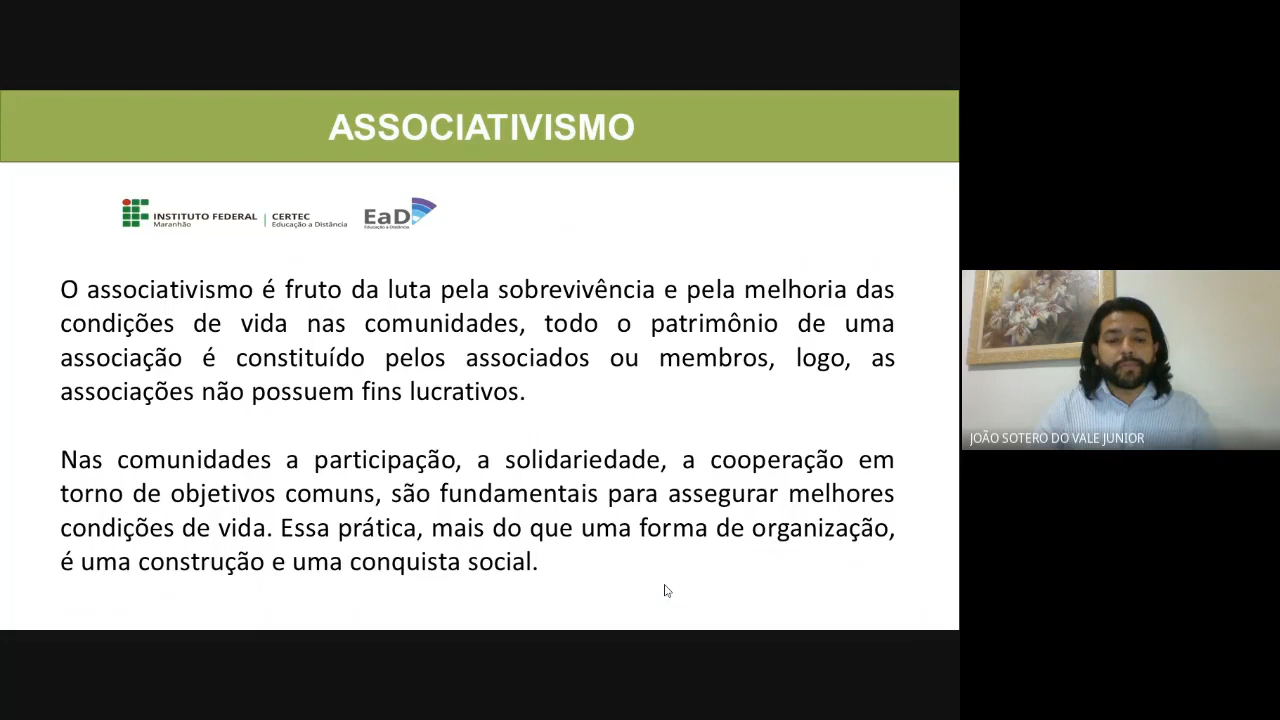 ASSOCIATIVISMO
INSTITUTO FEDERAL
Maranhão
CERTEC
Educação a Distância
EaD
Educação a Distância
O associativismo é fruto da luta pela sobrevivência e pela melhoria das
condições de vida nas comunidades, todo o patrimônio de uma
associação é constituído pelos associados ou membros, logo, as
associações não possuem fins lucrativos.
Nas comunidades a participação, a solidariedade, a cooperação em
torno de objetivos comuns, são fundamentais para assegurar melhores
condições de vida. Essa prática, mais do que uma forma de organização,
é uma construção e uma conquista social.
JOÃO SOTERO DO VALE JUNIOR